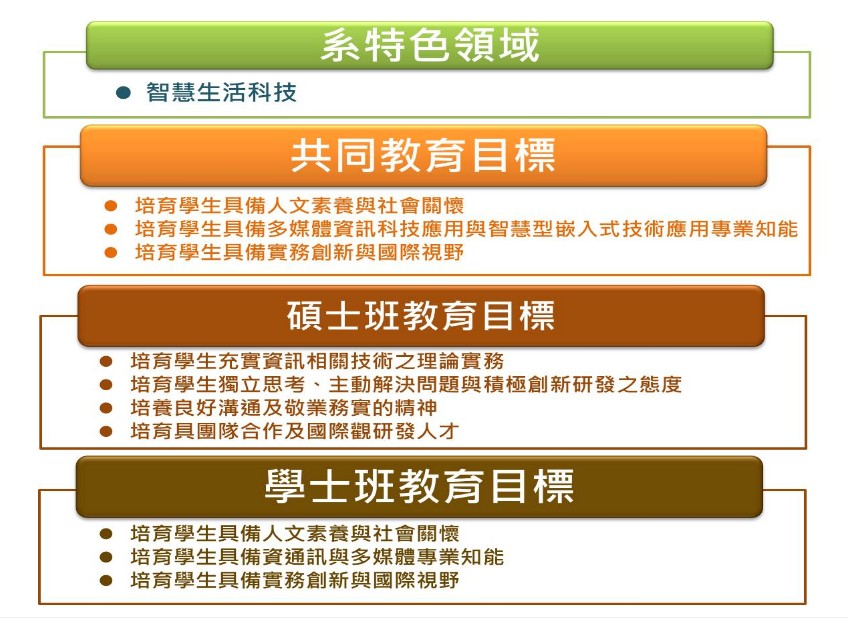 系特色領域
● 智慧生活科技
共同教育目標
● 培育學生具備人文素養與社會關懷
● 培育學生具備多媒體資訊科技應用與智慧型嵌入式技術應用專業知能
● 培育學生具備實務創新與國際視野
碩士班教育目標
● 培育學生充實資訊相關技術之理論實務
● 培育學生獨立思考、主動解決問題與積極創新研發之態度
● 培養良好溝通及敬業務實的精神
● 培育具團隊合作及國際觀研發人才
學士班教育目標
● 培育學生具備人文素養與社會關懷
● 培育學生具備資通訊與多媒體專業知能
● 培育學生具備實務創新與國際視野